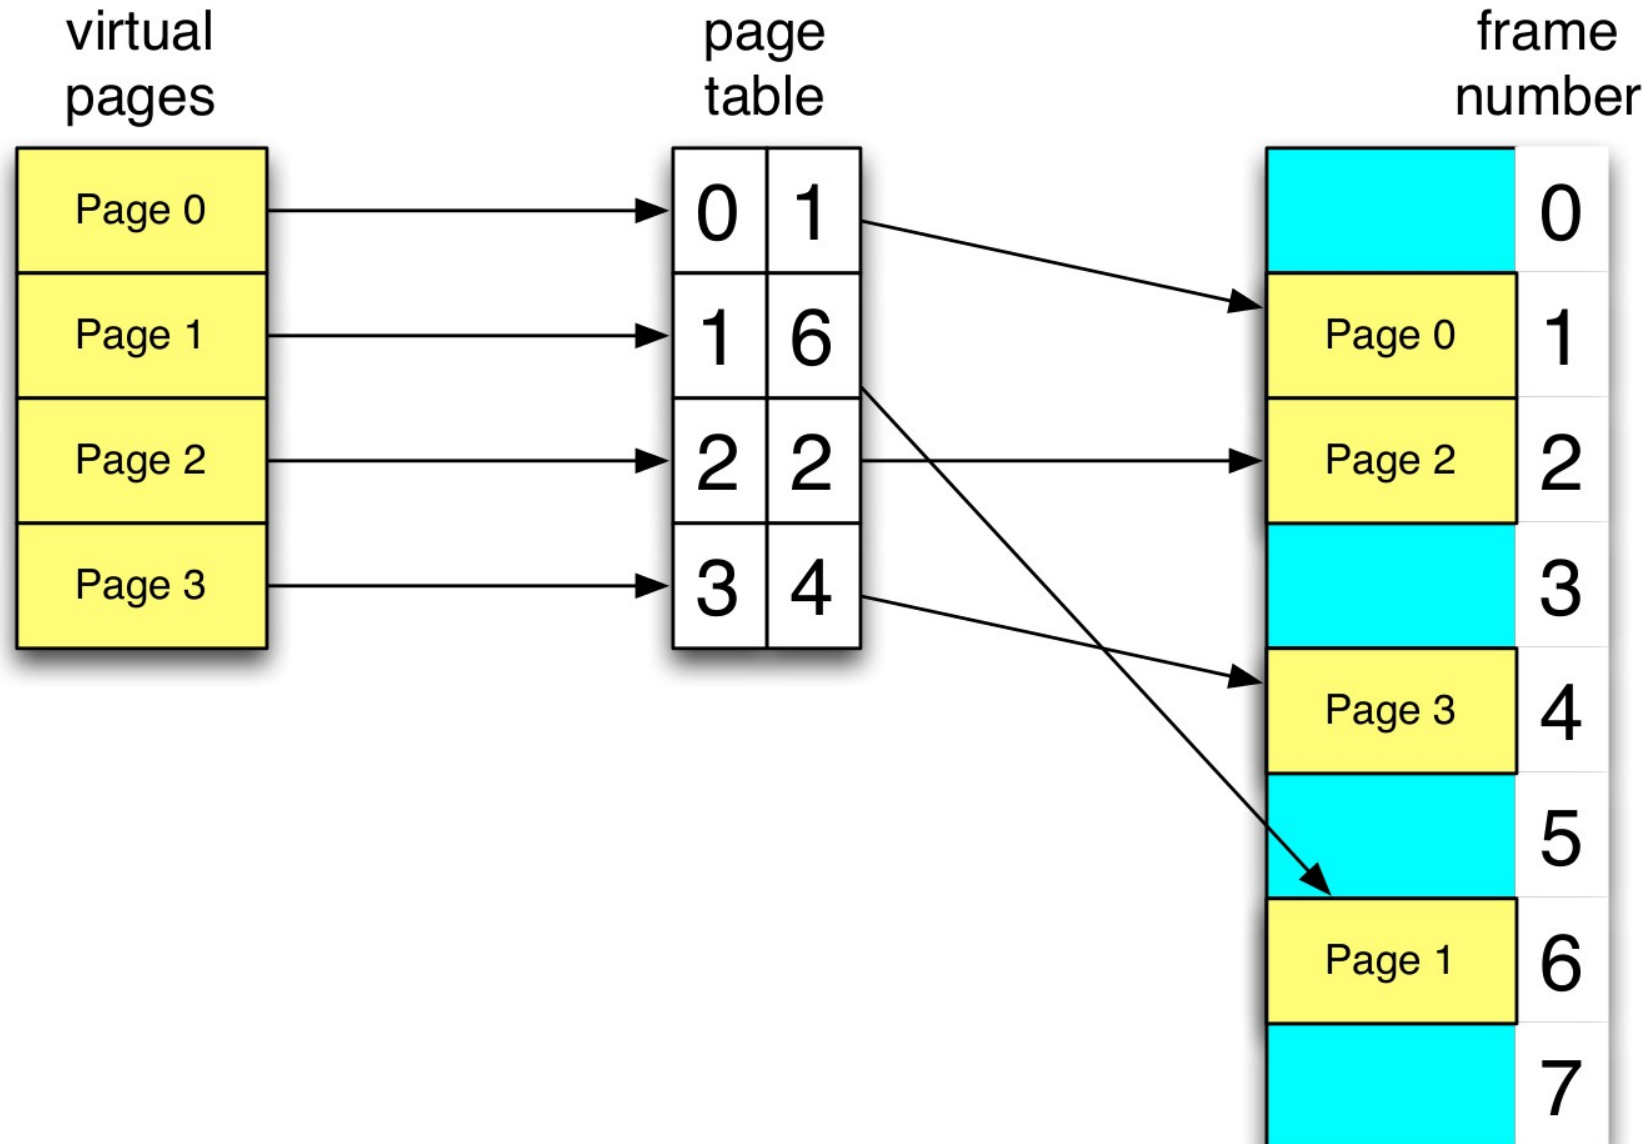 virtual
pages
page
table
frame
number
Page 0
0 1
0
Page 1
1 6
Page 0 1
Page 2
2 2
Page 2 2
Page 3
3 4
3
Page 3 4
5
Page 1 6
7